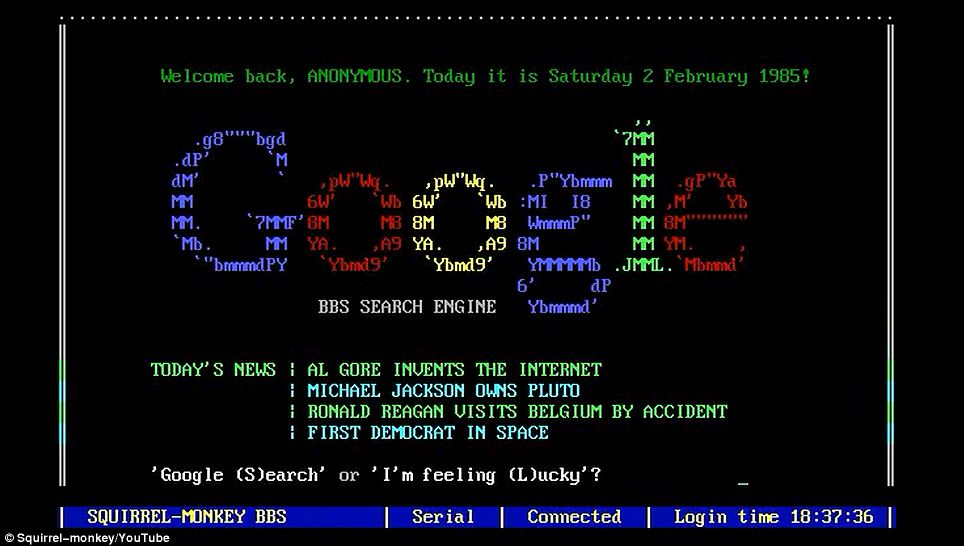 Welcome back, ANONYMOUS. Today it is Saturday 2 February 1985!
Google
BBS SEARCH ENGINE
TODAY'S NEWS | AL GORE INVENTS THE INTERNET
| MICHAEL JACKSON OWNS PLUTO
| RONALD REAGAN VISITS BELGIUM BY ACCIDENT
| FIRST DEMOCRAT IN SPACE
'Google (S)earch' or 'I'm feeling (L)ucky'? _
| SQUIRREL-MONKEY BBS | Serial | Connected | Login time 18:37:36 |
© Squirrel-monkey/YouTube